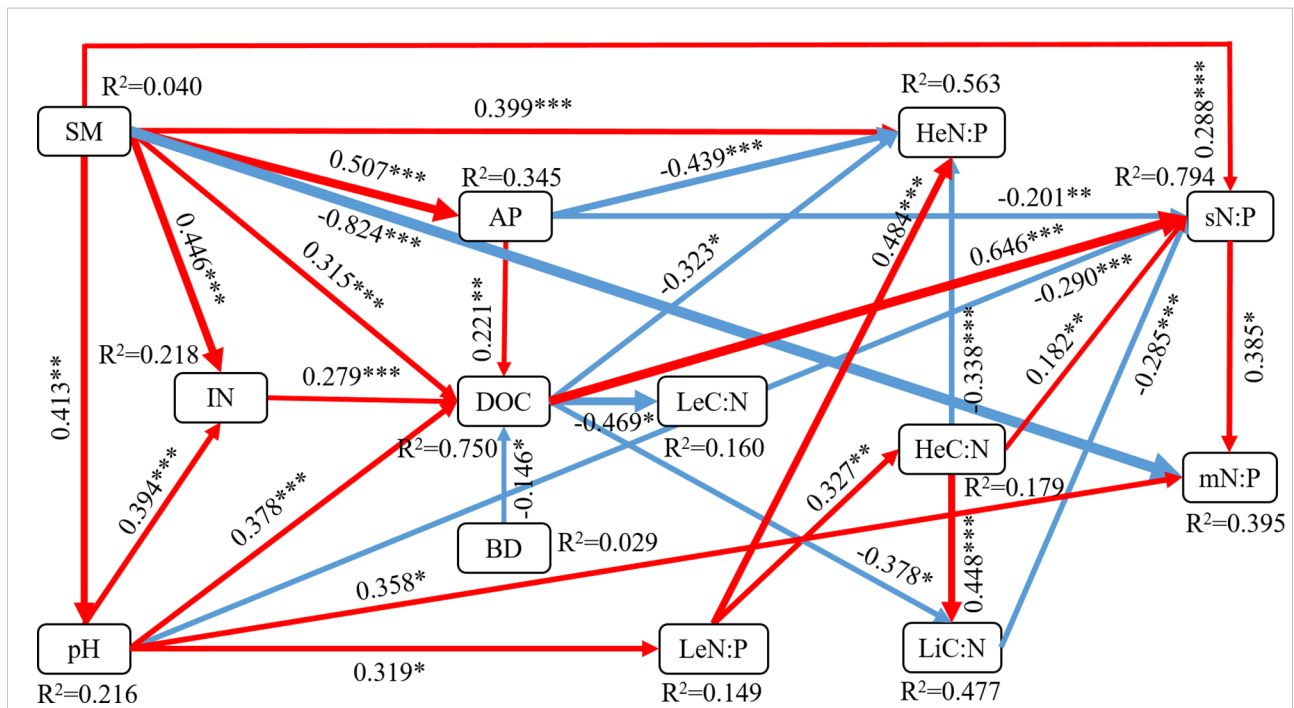 R²=0.040
SM
0.399***
R²=0.563
HeN:P
0.288***
0.507***
R²=0.345
AP
-0.439***
R²=0.794
sN:P
-0.201**
-0.824***
0.446***
0.315***
-0.323*
0.484***
0.646***
-0.290***
0.221**
-0.338***
0.182**
-0.285***
0.385*
R²=0.218
IN
0.279***
DOC
R²=0.750
-0.469*
LeC:N
R²=0.160
0.413**
HeC:N
R²=0.179
mN:P
R²=0.395
0.394***
0.378***
-0.146*
0.327**
BD
R²=0.029
0.358*
-0.378*
0.448***
pH
R²=0.216
0.319*
LeN:P
R²=0.149
LiC:N
R²=0.477